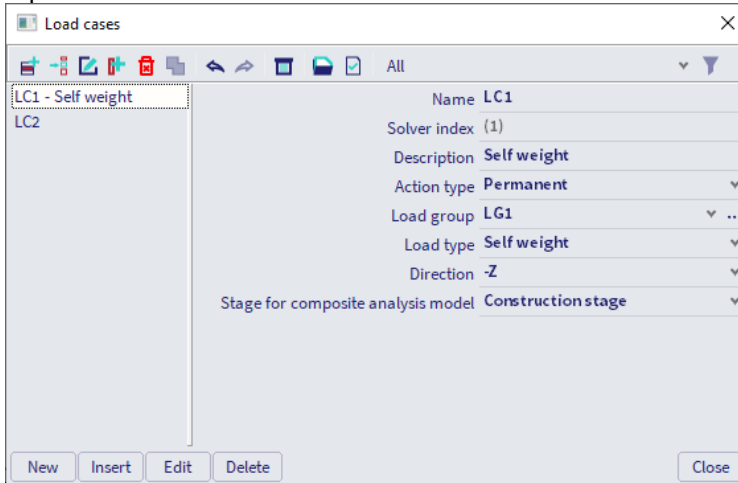 Load cases
All
LC1 - Self weight
LC2
Name LC1
Solver index (1)
Description Self weight
Action type Permanent
Load group LG1 ..
Load type Self weight
Direction -Z
Stage for composite analysis model Construction stage
New Insert Edit Delete Close